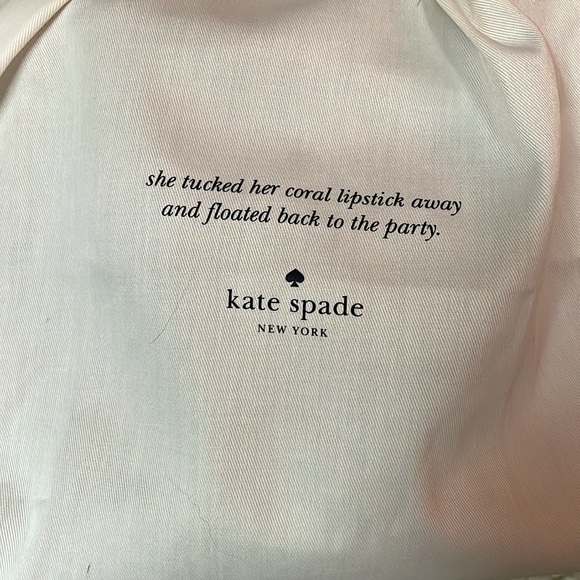 she tucked her coral lipstick away
and floated back to the party.
kate spade
NEW YORK